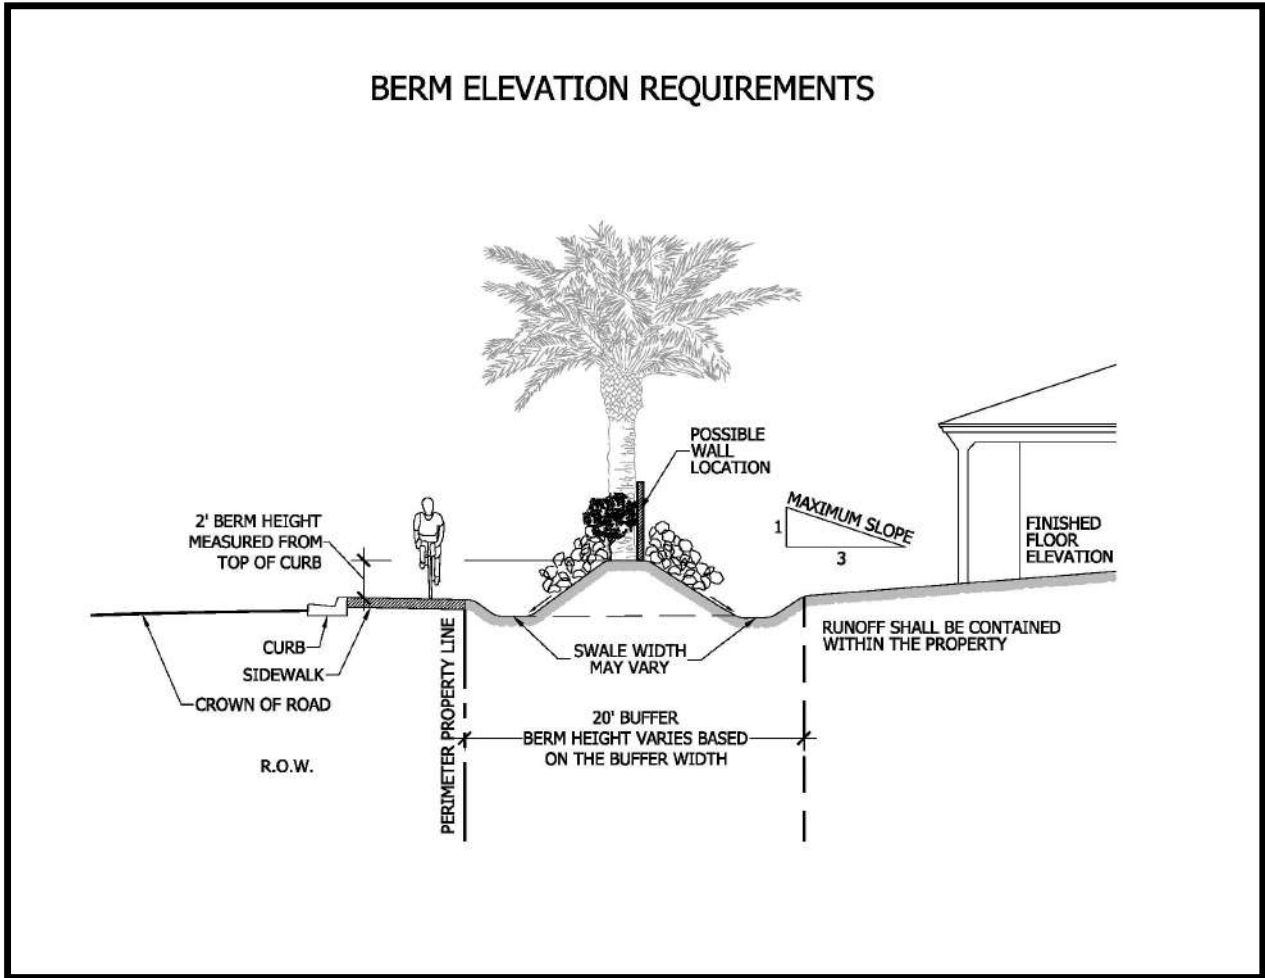 BERM ELEVATION REQUIREMENTS
POSSIBLE
WALL
LOCATION
2' BERM HEIGHT
MEASURED FROM
TOP OF CURB
MAXIMUM SLOPE
1
3
FINISHED
FLOOR
ELEVATION
CURB
SIDEWALK
CROWN OF ROAD
R.O.W.
PERIMETER PROPERTY LINE
SWALE WIDTH
MAY VARY
RUNOFF SHALL BE CONTAINED
WITHIN THE PROPERTY
20' BUFFER
BERM HEIGHT VARIES BASED
ON THE BUFFER WIDTH